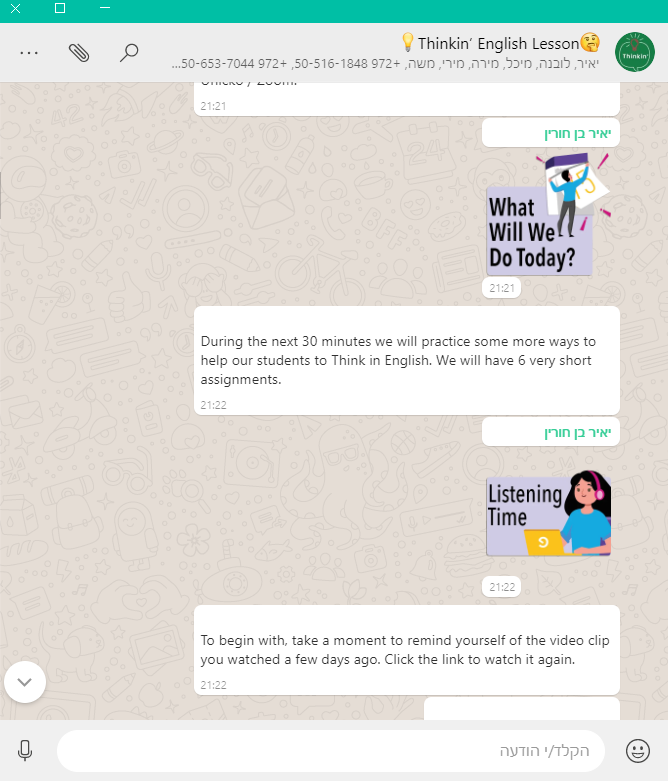 💡Thinkin' English Lesson🤔
יאיר, לובנה, מיכל, מירה, מירי, משה, +972 50-516-1848, +972 50-653-7044...
Thinkin'
21:21
יאיר בן חורין
What
Will We
Do Today?
21:21
During the next 30 minutes we will practice some more ways to
help our students to Think in English. We will have 6 very short
assignments.
21:22
יאיר בן חורין
Listening
Time
21:22
To begin with, take a moment to remind yourself of the video clip
you watched a few days ago. Click the link to watch it again.
21:22
הקלד/י הודעה